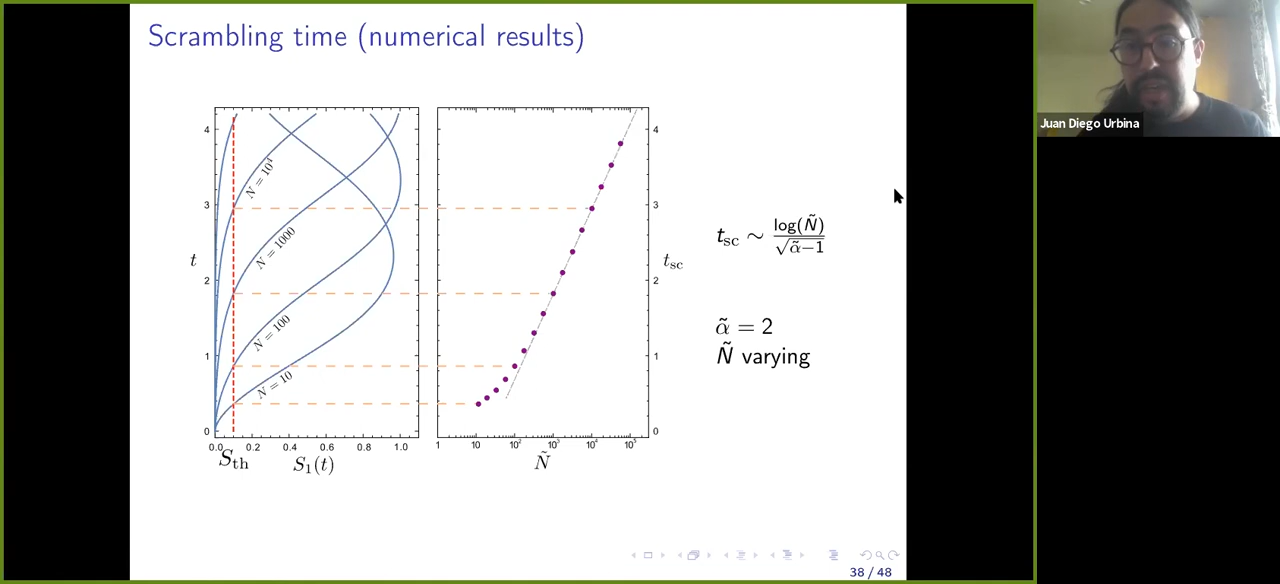 Scrambling time (numerical results)
Juan Diego Urbina
4
3
2
1
0
t
N = 10⁴
N = 1000
N = 100
N = 10
0.0 0.2 0.4 0.6 0.8 1.0
S_th S₁(t)
4
3
2
1
0
t_sc
1 10 10² 10³ 10⁴ 10⁵
Ñ
t_sc ∼ log(Ñ) / √(α̃−1)
α̃ = 2
Ñ varying
38 / 48